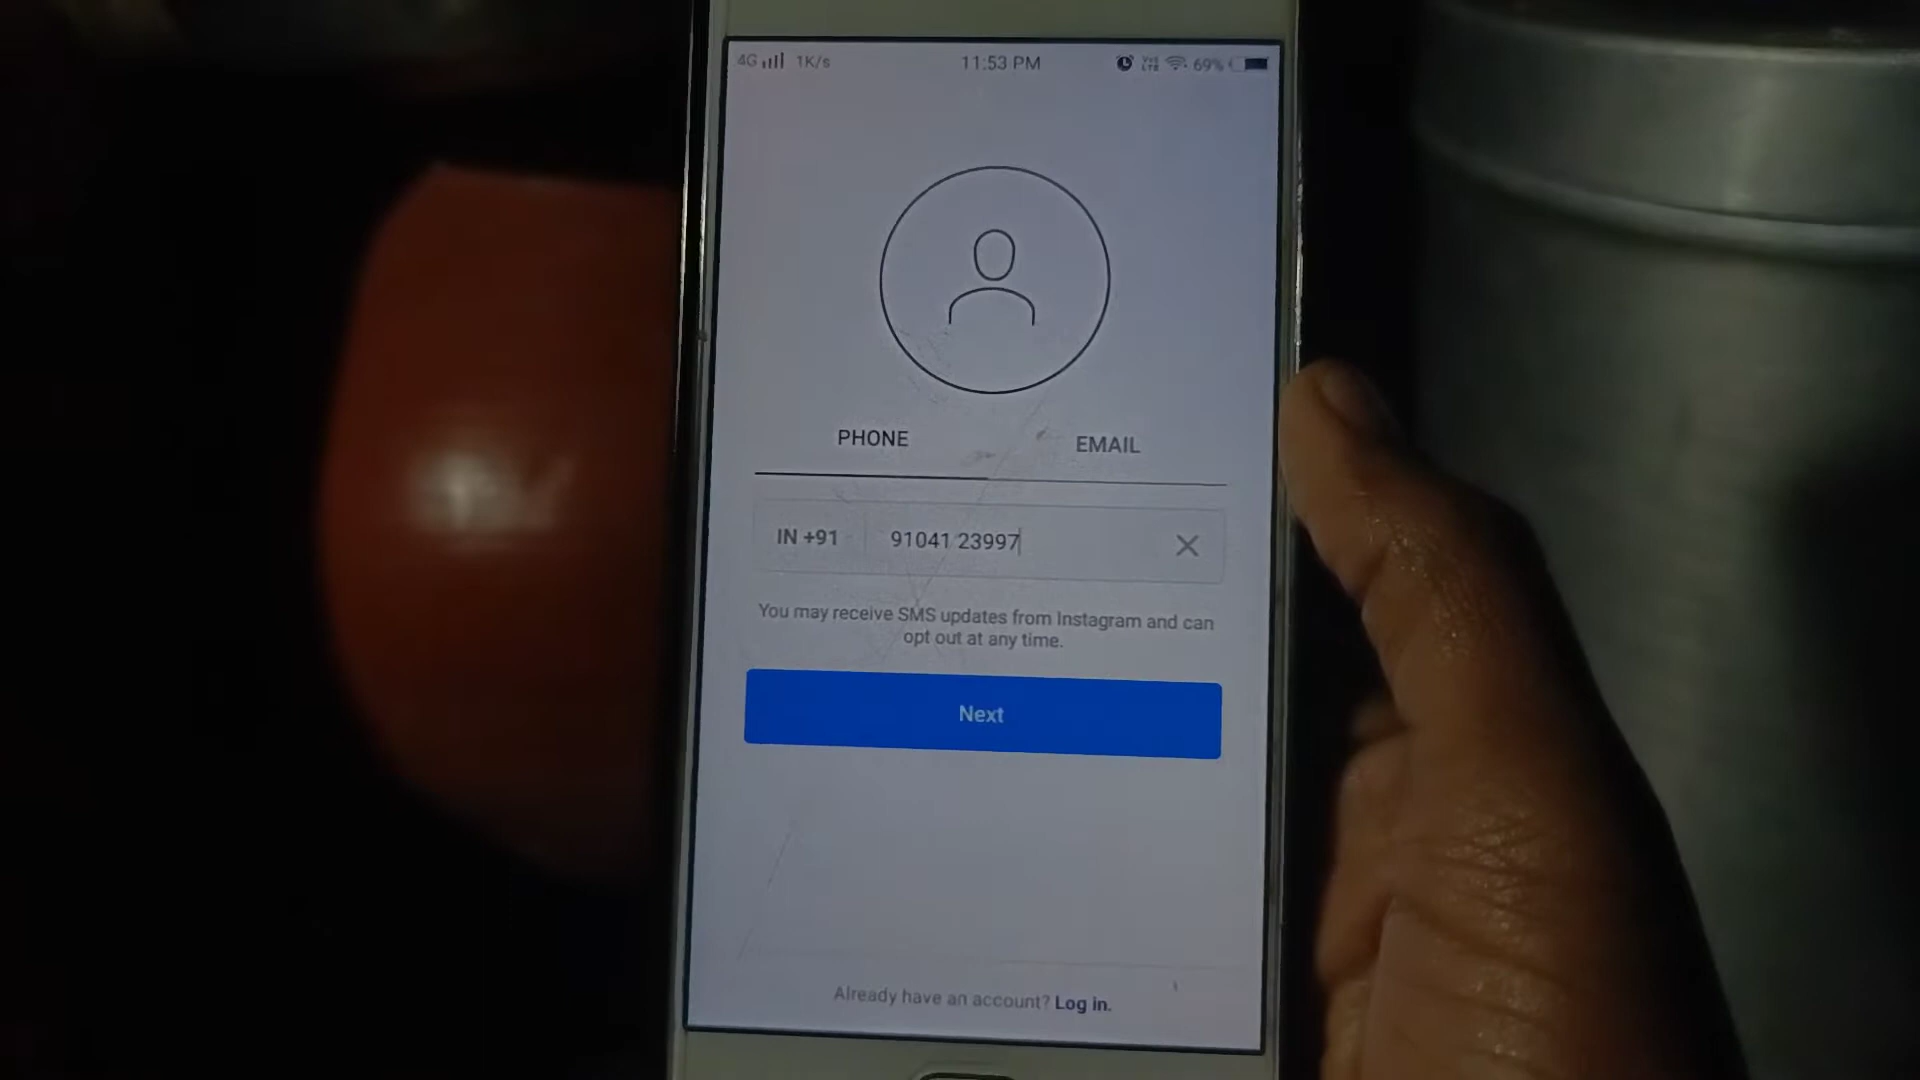 4G 1K/s 11:53 PM 69%
PHONE EMAIL
IN +91 91041 23997
You may receive SMS updates from Instagram and can
opt out at any time.
Next
Already have an account? Log in.